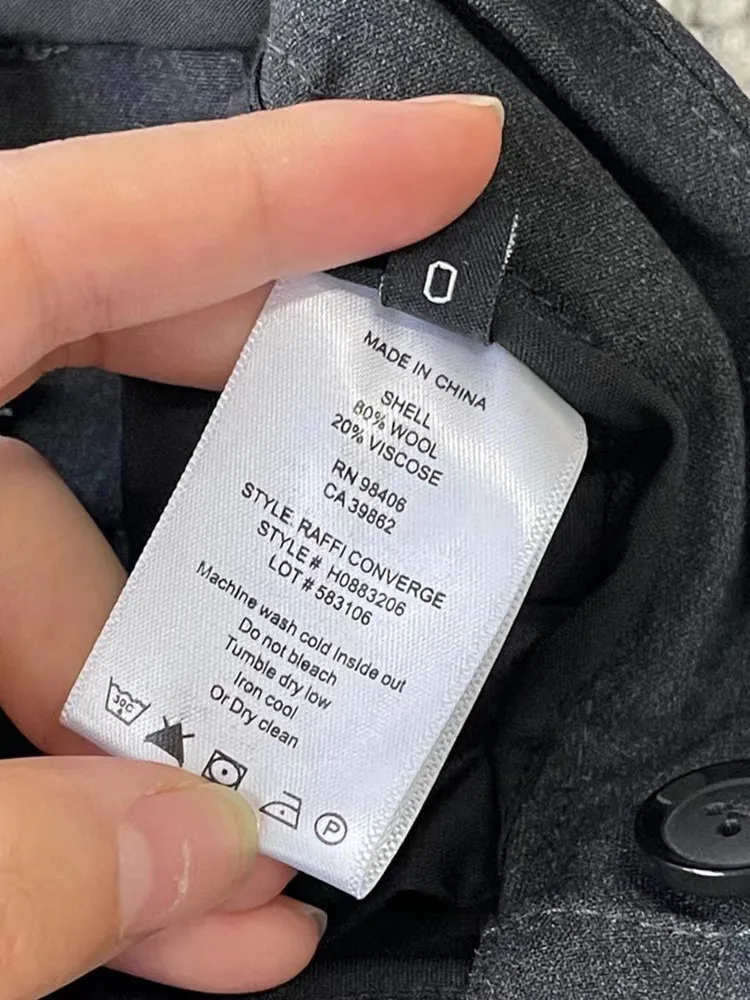 0
MADE IN CHINA
SHELL
80% WOOL
20% VISCOSE
RN 98406
CA 39862
STYLE: RAFFI CONVERGE
STYLE # H0883206
LOT # 583106
Machine wash cold inside out
Do not bleach
Tumble dry low
Iron cool
Or Dry clean
30C
P